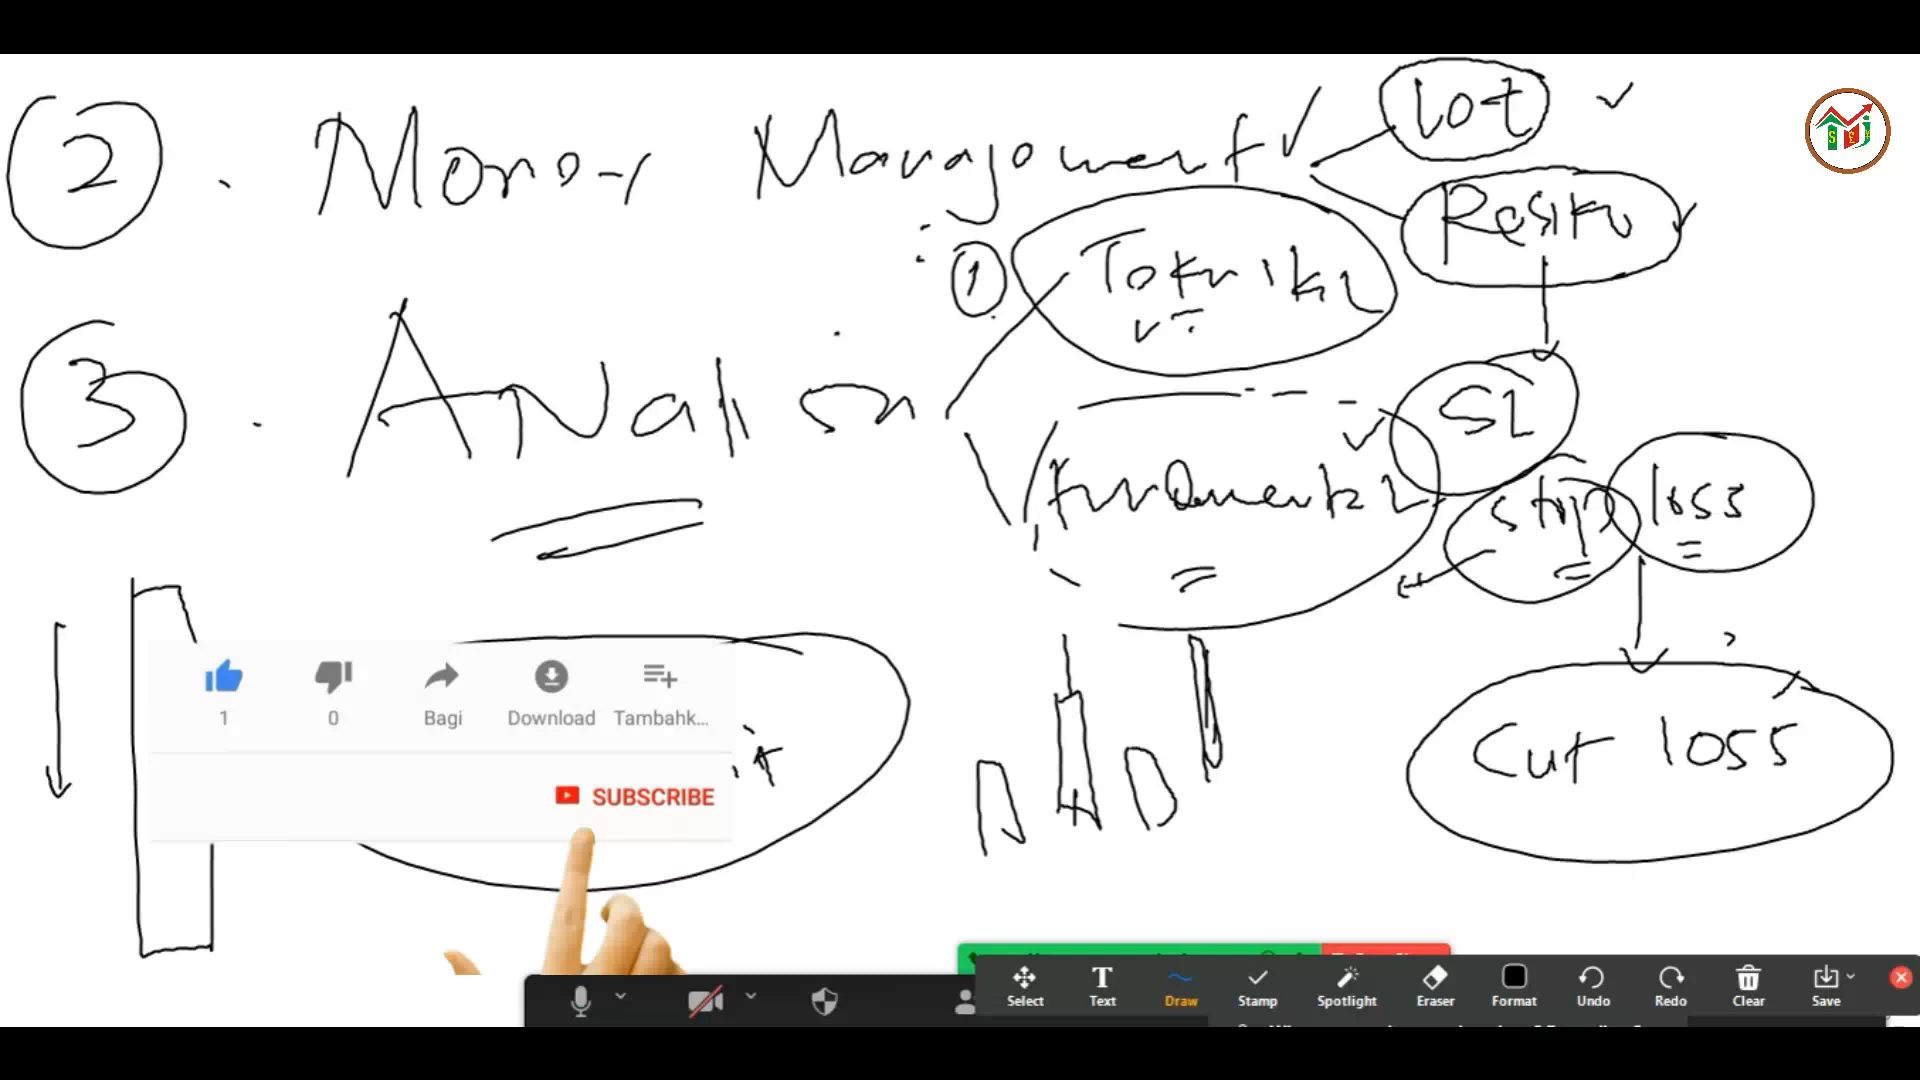 2. Money Management
Lot
Resiko
1 Teknikal
3. Analisa
SL
fundamental
stop loss
Cut loss
1
0
Bagi
Download
Tambahk...
SUBSCRIBE
Select
Text
Draw
Stamp
Spotlight
Eraser
Format
Undo
Redo
Clear
Save